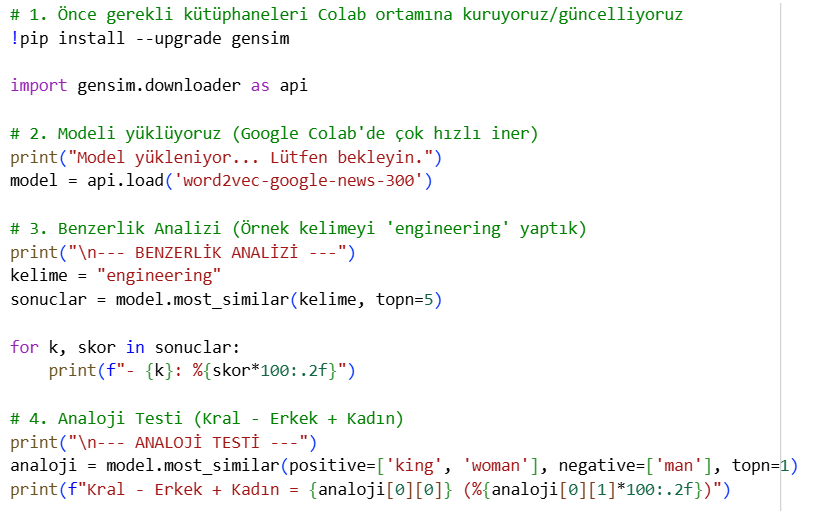 # 1. Önce gerekli kütüphaneleri Colab ortamına kuruyoruz/güncelliyoruz
!pip install --upgrade gensim
import gensim.downloader as api
# 2. Modeli yüklüyoruz (Google Colab'de çok hızlı iner)
print("Model yükleniyor... Lütfen bekleyin.")
model = api.load('word2vec-google-news-300')
# 3. Benzerlik Analizi (Örnek kelimeyi 'engineering' yaptık)
print("\n--- BENZERLİK ANALİZİ ---")
kelime = "engineering"
sonuclar = model.most_similar(kelime, topn=5)
for k, skor in sonuclar:
    print(f"- {k}: %{skor*100:.2f}")
# 4. Analoji Testi (Kral - Erkek + Kadın)
print("\n--- ANALOJİ TESTİ ---")
analoji = model.most_similar(positive=['king', 'woman'], negative=['man'], topn=1)
print(f"Kral - Erkek + Kadın = {analoji[0][0]} (%{analoji[0][1]*100:.2f})")